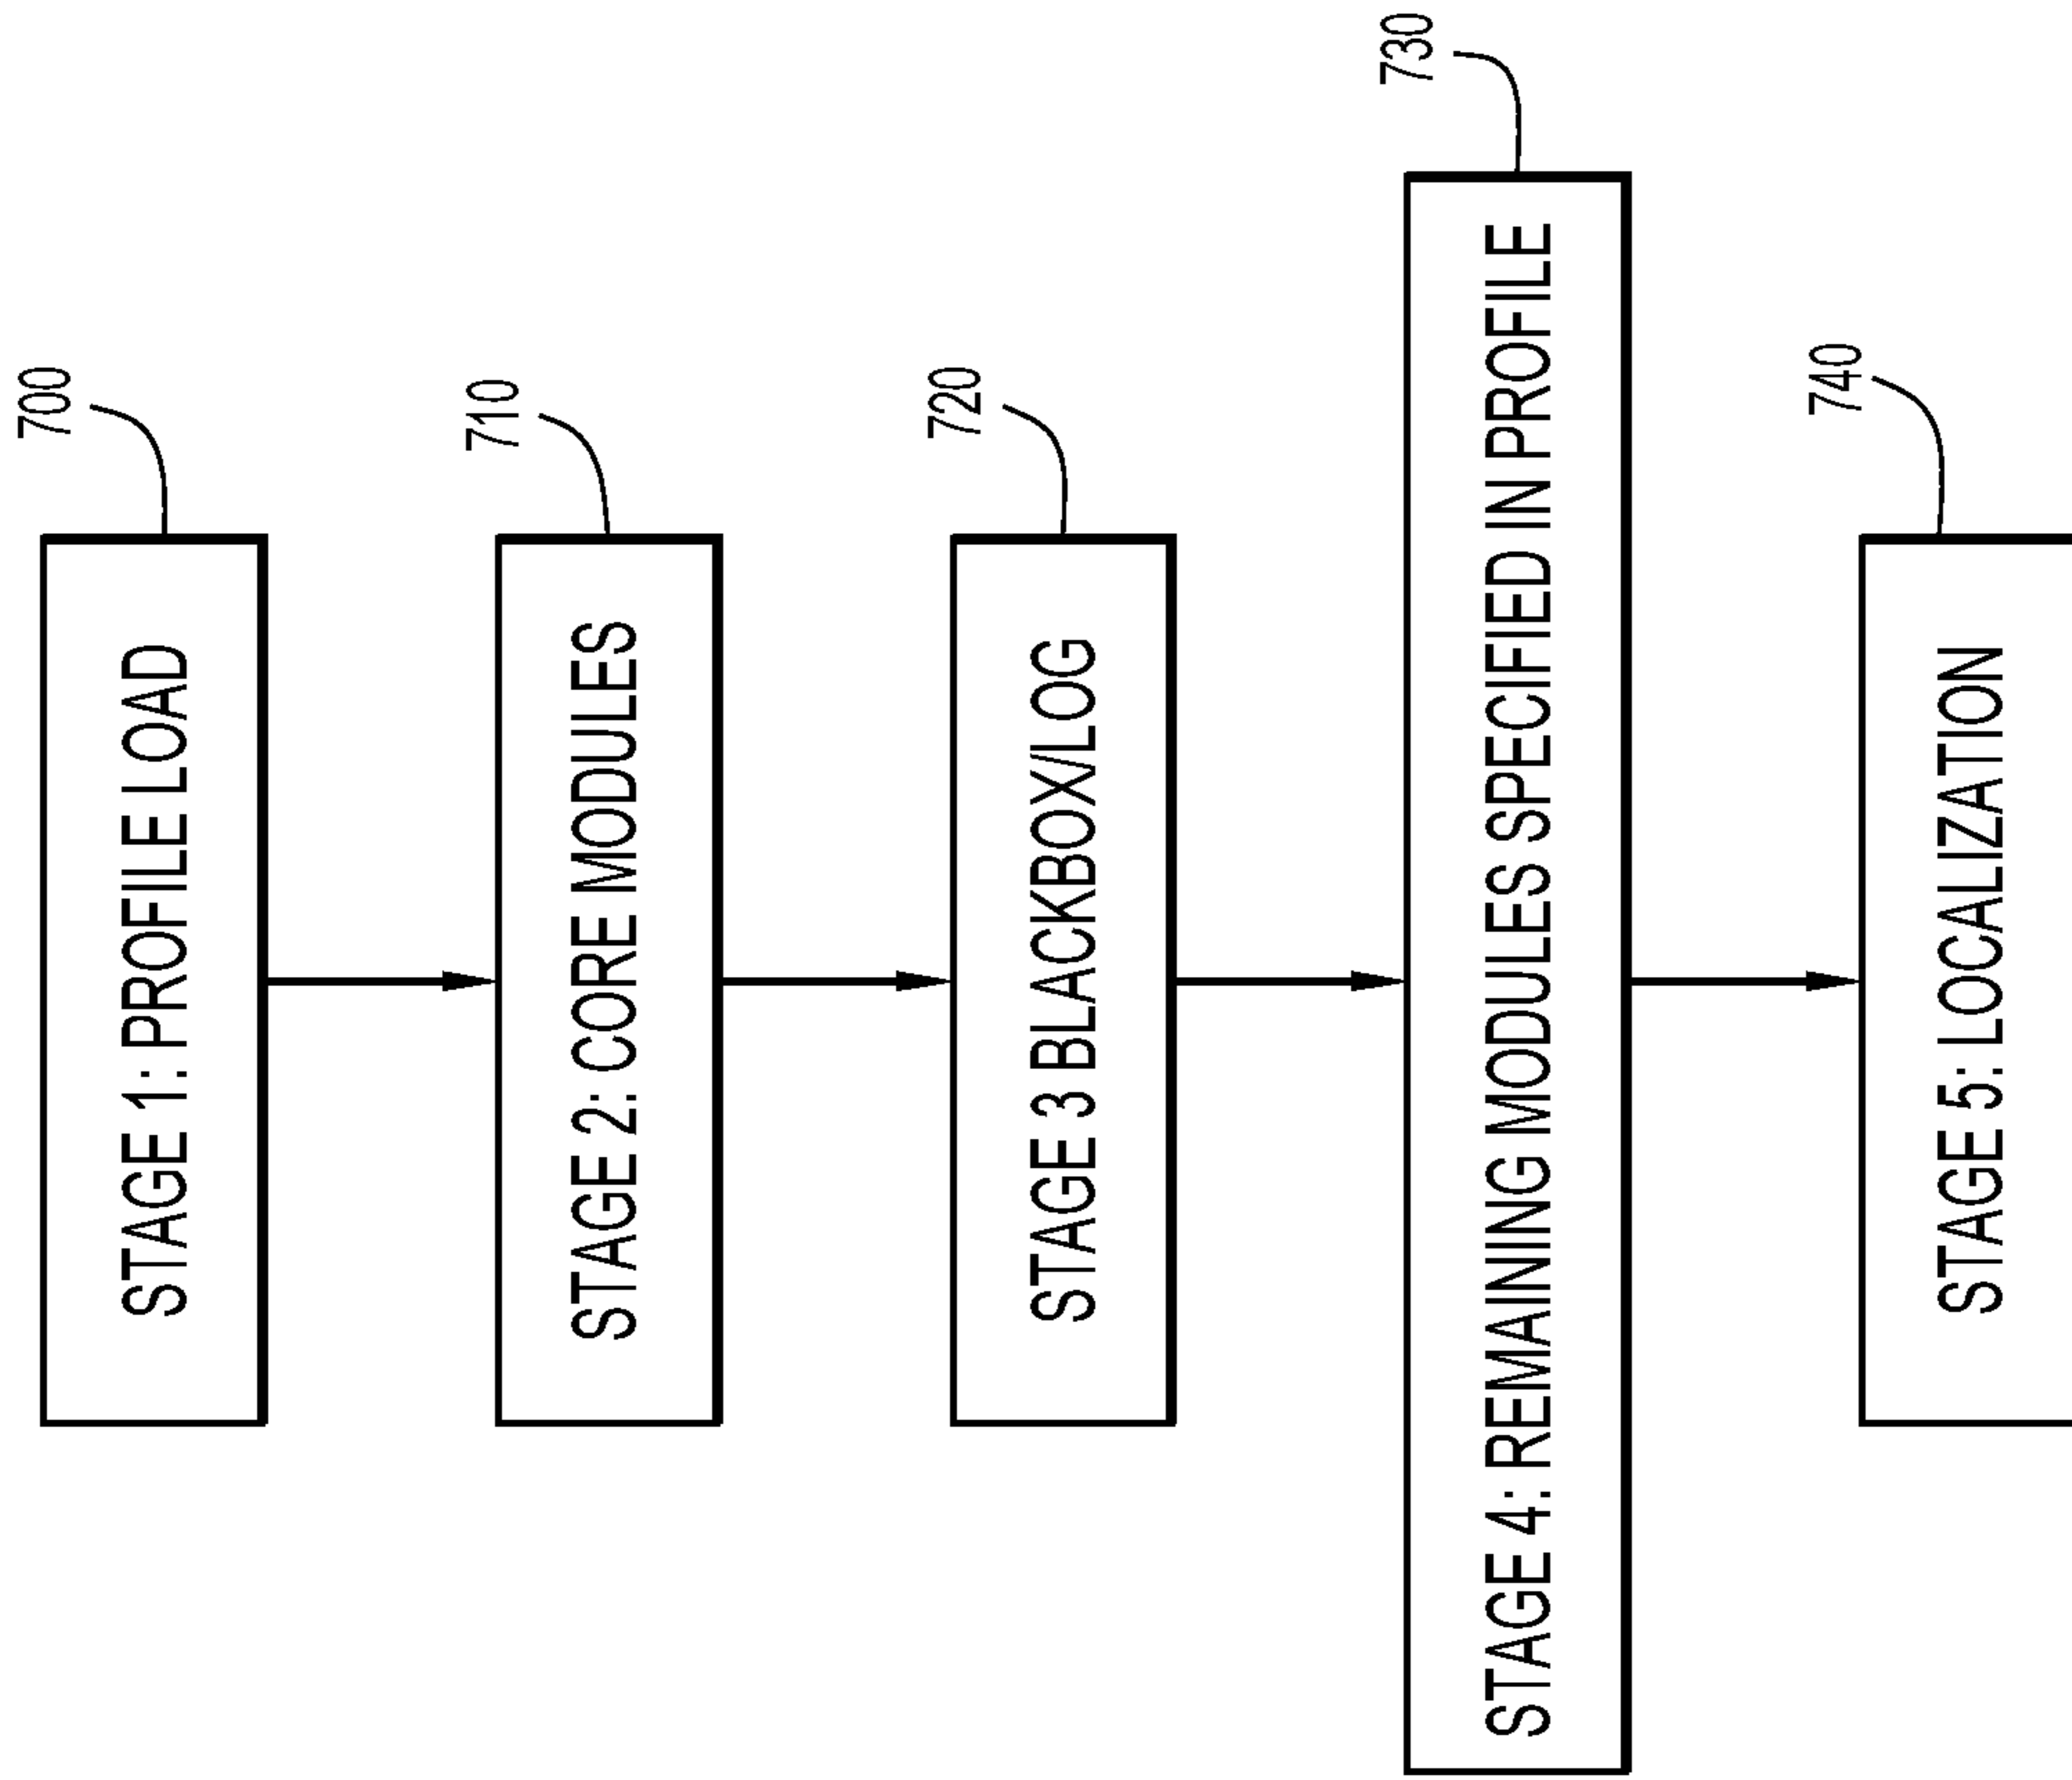 700
STAGE 1: PROFILE LOAD
710
STAGE 2: CORE MODULES
720
STAGE 3 BLACKBOX/LOG
730
STAGE 4: REMAINING MODULES SPECIFIED IN PROFILE
740
STAGE 5: LOCALIZATION